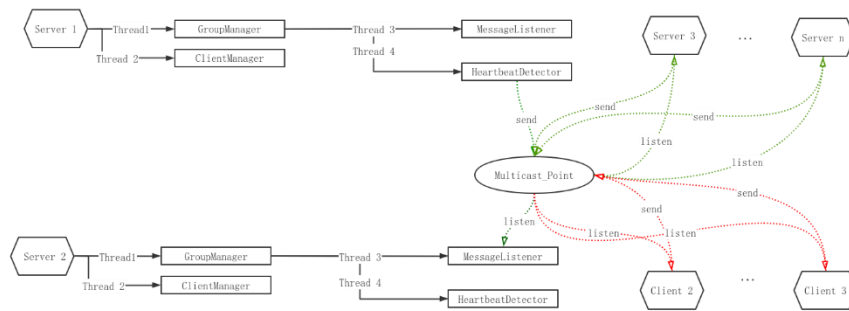 Server 1
Thread1
GroupManager
Thread 3
MessageListener
Server 3
...
Server n
Thread 2
ClientManager
Thread 4
HeartbeatDetector
send
send
send
listen
listen
Multicast_Point
listen
listen
send
listen
send
Server 2
Thread1
GroupManager
Thread 3
MessageListener
Thread 2
ClientManager
Thread 4
HeartbeatDetector
Client 2
...
Client 3